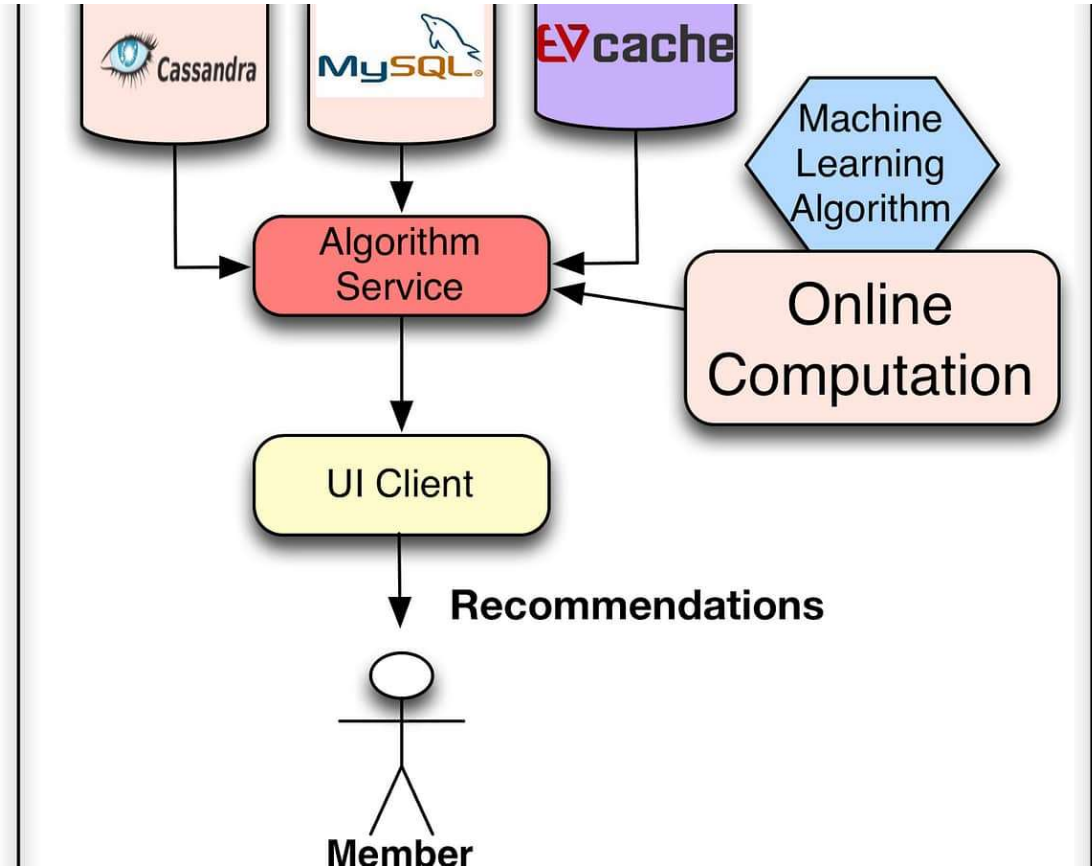 Cassandra
MySQL®
EVcache
Machine
Learning
Algorithm
Algorithm
Service
Online
Computation
UI Client
Recommendations
Member